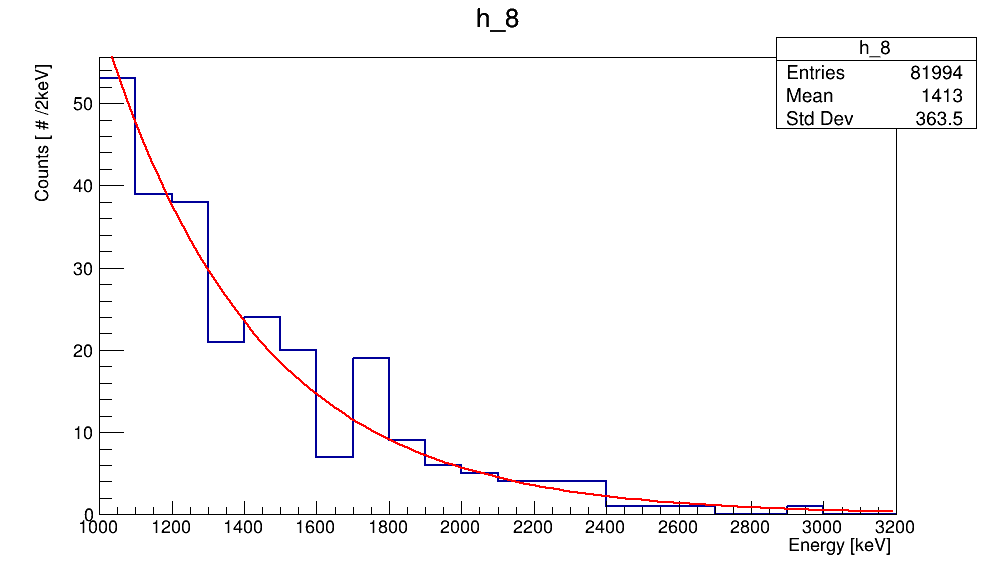 h_8
h_8
Entries 81994
Mean 1413
Std Dev 363.5
Counts [ # /2keV]
50
40
30
20
10
0
1000 1200 1400 1600 1800 2000 2200 2400 2600 2800 3000 3200
Energy [keV]